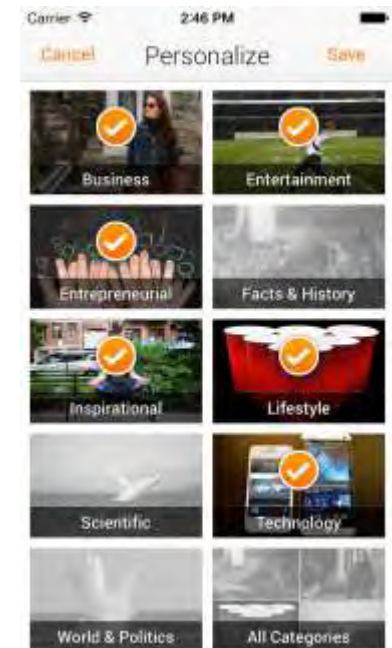 Carrier 2:46 PM
Cancel Personalize Save
Business Entertainment
Entrepreneurial Facts & History
Inspirational Lifestyle
Scientific Technology
World & Politics All Categories